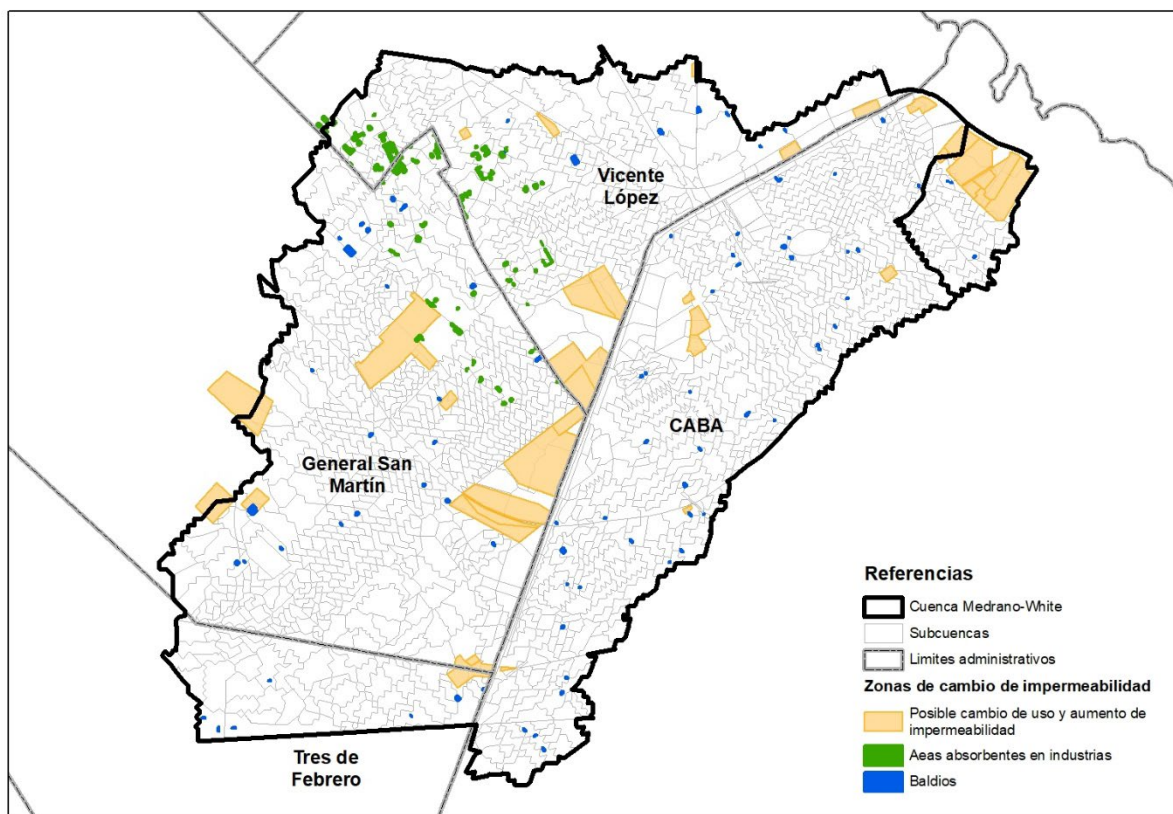 Vicente
López
CABA
General San
Martín
Tres de
Febrero
Referencias
Cuenca Medrano-White
Subcuencas
Limites administrativos
Zonas de cambio de impermeabilidad
Posible cambio de uso y aumento de
impermeabilidad
Aeas absorbentes en industrias
Baldios